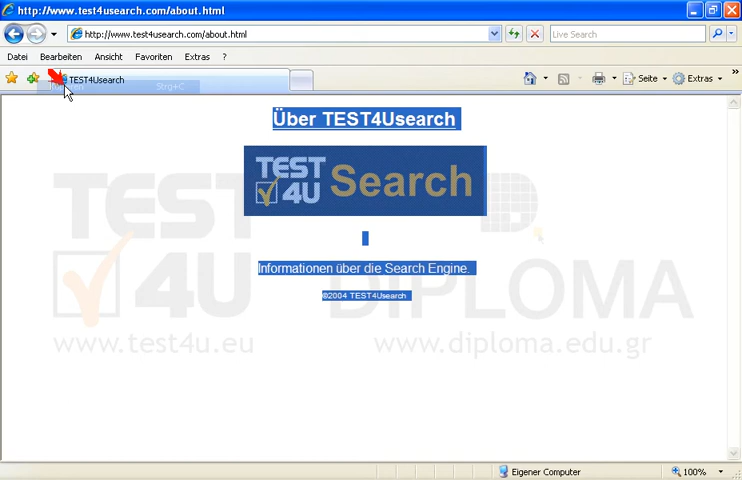 http://www.test4usearch.com/about.html
http://www.test4usearch.com/about.html
Live Search
Datei Bearbeiten Ansicht Favoriten Extras ?
TEST4Usearch
Strg+C
Seite Extras
Über TEST4Usearch
TEST 4U Search
Informationen über die Search Engine.
©2004 TEST4Usearch
TEST 4U DIPLOMA
www.test4u.eu www.diploma.edu.gr
Eigener Computer 100%